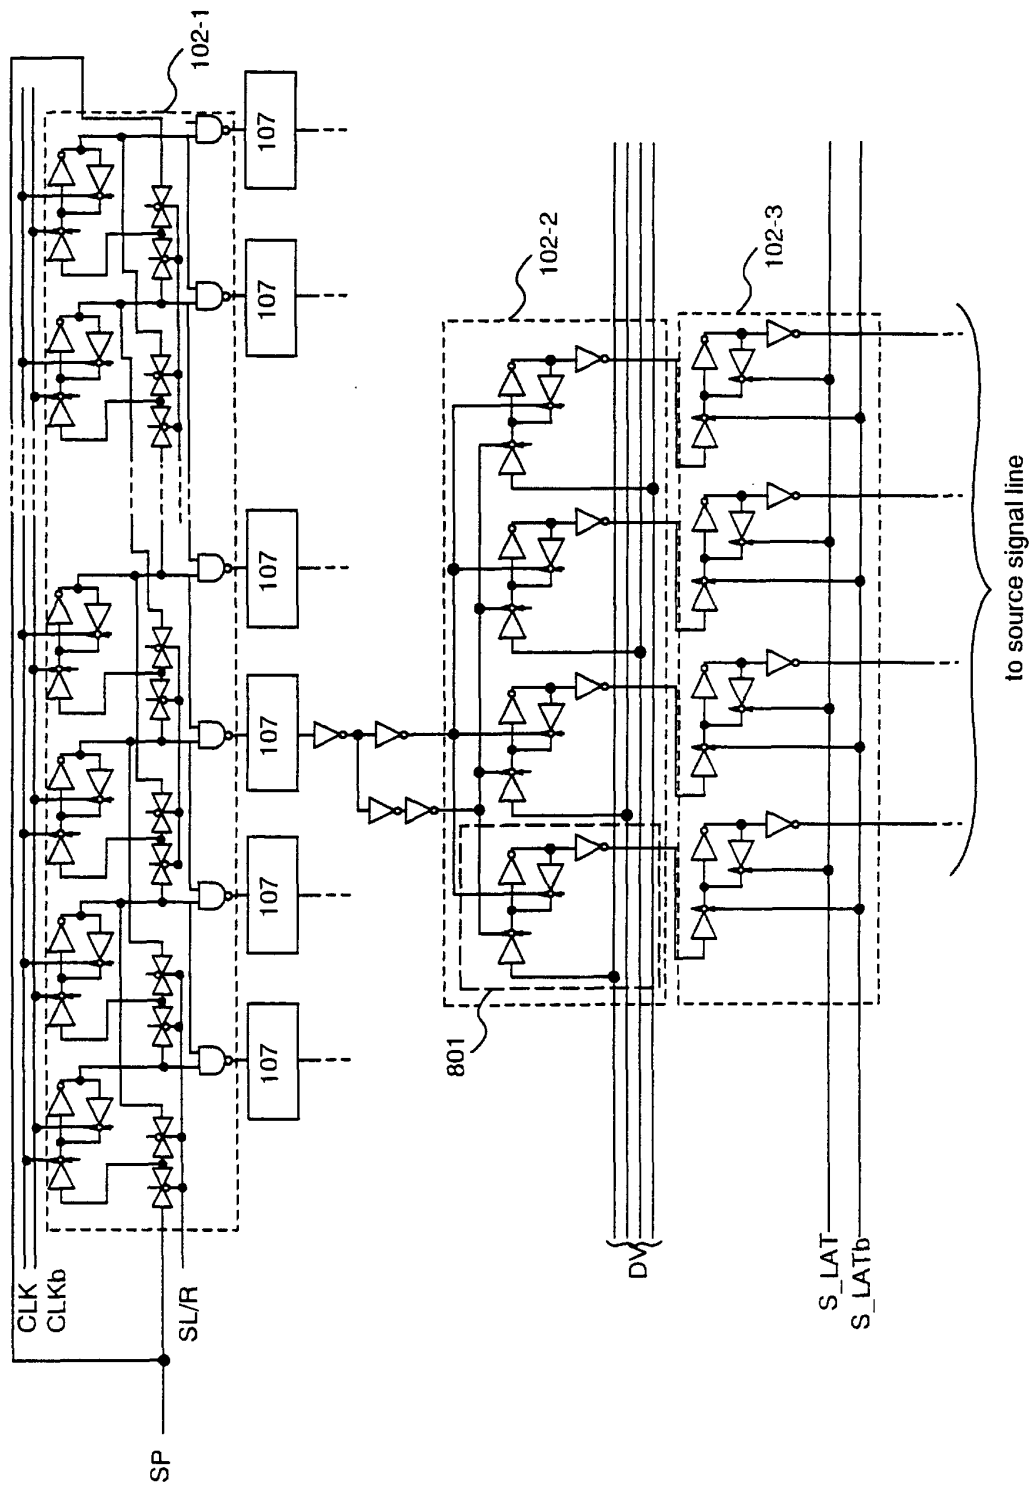 SP
CLK
CLKb
SL/R
102-1
107
107
107
107
107
107
102-2
801
DV
102-3
S_LAT
S_LATb
to source signal line